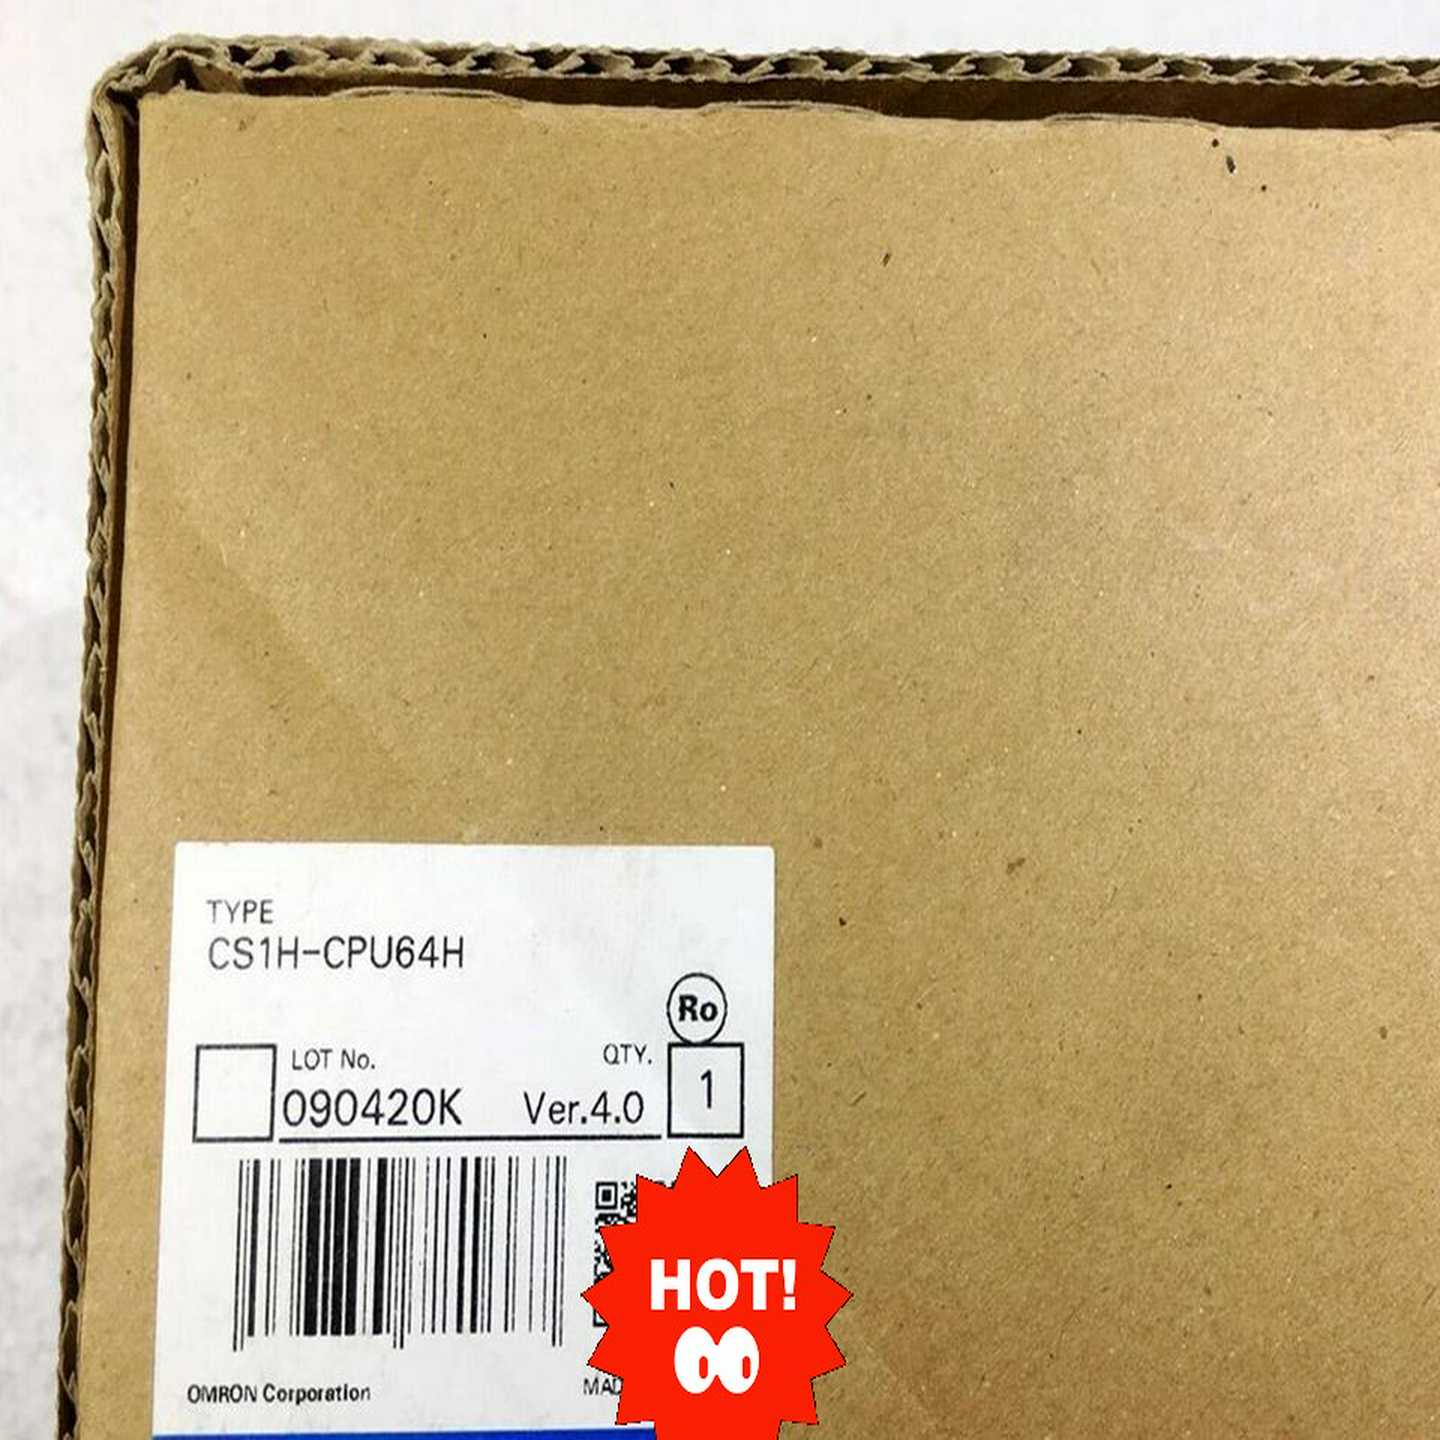 TYPE
CS1H-CPU64H
Ro
LOT No.
QTY.
090420K
Ver.4.0
1
HOT!
OMRON Corporation